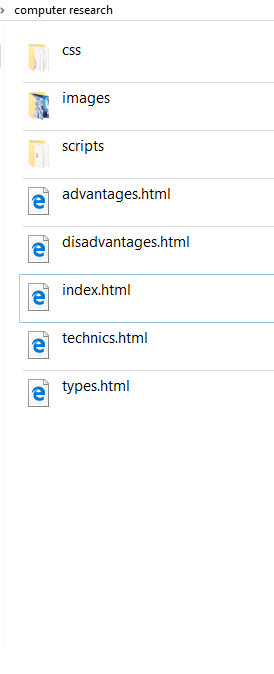 computer research
css
images
scripts
advantages.html
disadvantages.html
index.html
technics.html
types.html